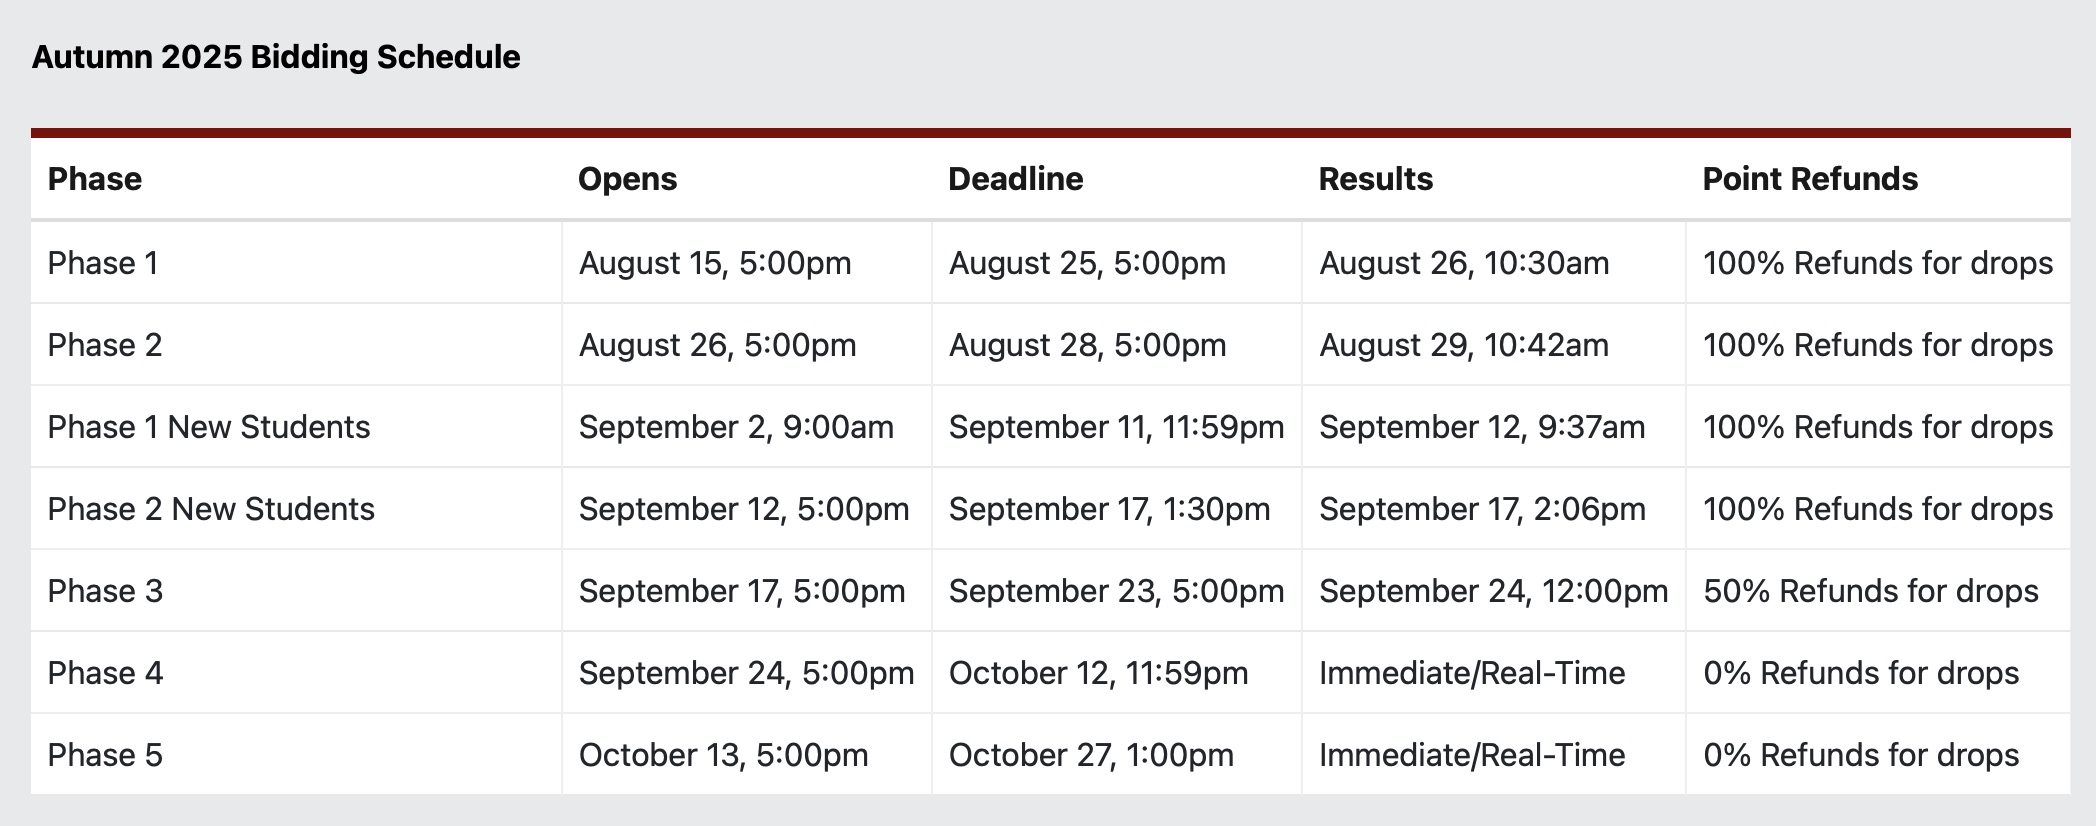 Autumn 2025 Bidding Schedule
Phase Opens Deadline Results Point Refunds
Phase 1 August 15, 5:00pm August 25, 5:00pm August 26, 10:30am 100% Refunds for drops
Phase 2 August 26, 5:00pm August 28, 5:00pm August 29, 10:42am 100% Refunds for drops
Phase 1 New Students September 2, 9:00am September 11, 11:59pm September 12, 9:37am 100% Refunds for drops
Phase 2 New Students September 12, 5:00pm September 17, 1:30pm September 17, 2:06pm 100% Refunds for drops
Phase 3 September 17, 5:00pm September 23, 5:00pm September 24, 12:00pm 50% Refunds for drops
Phase 4 September 24, 5:00pm October 12, 11:59pm Immediate/Real-Time 0% Refunds for drops
Phase 5 October 13, 5:00pm October 27, 1:00pm Immediate/Real-Time 0% Refunds for drops